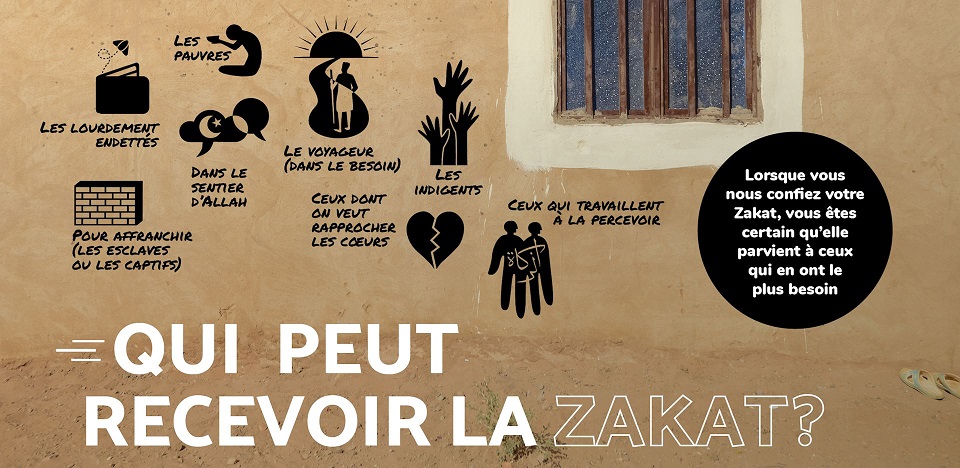 Les
pauvres
Les lourdement
endettés
Dans le
sentier
d'Allah
Le voyageur
(dans le besoin)
Les
indigents
Pour affranchir
(les esclaves
ou les captifs)
Ceux dont
on veut
rapprocher
les coeurs
Ceux qui travaillent
à la percevoir
Lorsque vous
nous confiez votre
Zakat, vous êtes
certain qu'elle
parvient à ceux
qui en ont le
plus besoin
QUI PEUT
RECEVOIR LA ZAKAT?